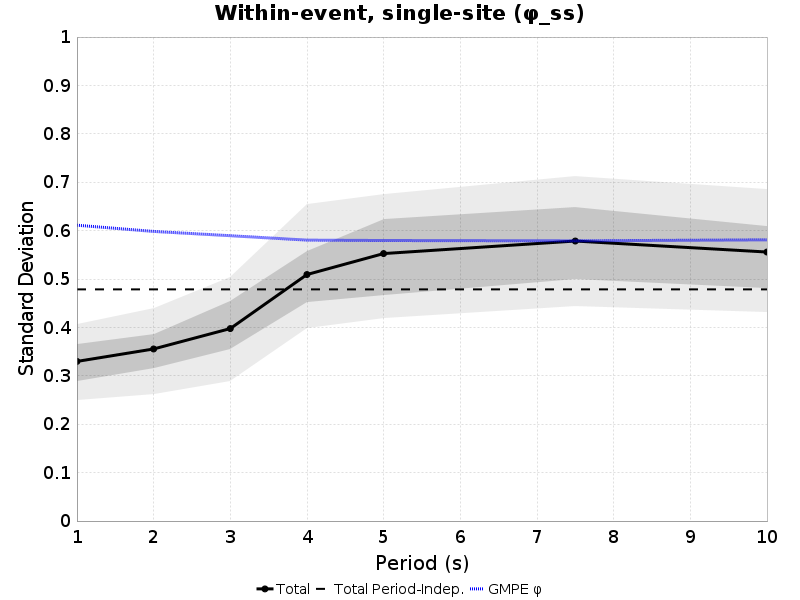 Within-event, single-site (φ_ss)
1
0.9
0.8
0.7
0.6
0.5
0.4
0.3
0.2
0.1
0
Standard Deviation
1 2 3 4 5 6 7 8 9 10
Period (s)
Total Total Period-Indep. GMPE φ